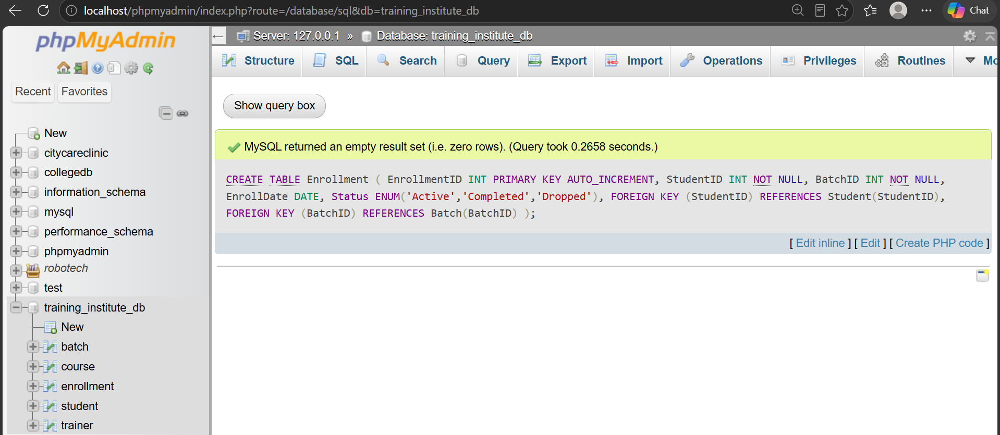 localhost/phpmyadmin/index.php?route=/database/sql&db=training_institute_db
Chat
phpMyAdmin
Recent
Favorites
New
citycareclinic
collegedb
information_schema
mysql
performance_schema
phpmyadmin
robotech
test
training_institute_db
New
batch
course
enrollment
student
trainer
Server: 127.0.0.1 » Database: training_institute_db
Structure
SQL
Search
Query
Export
Import
Operations
Privileges
Routines
Mo
Show query box
MySQL returned an empty result set (i.e. zero rows). (Query took 0.2658 seconds.)
CREATE TABLE Enrollment ( EnrollmentID INT PRIMARY KEY AUTO_INCREMENT, StudentID INT NOT NULL, BatchID INT NOT NULL,
EnrollDate DATE, Status ENUM('Active','Completed','Dropped'), FOREIGN KEY (StudentID) REFERENCES Student(StudentID),
FOREIGN KEY (BatchID) REFERENCES Batch(BatchID) );
[ Edit inline ] [ Edit ] [ Create PHP code ]